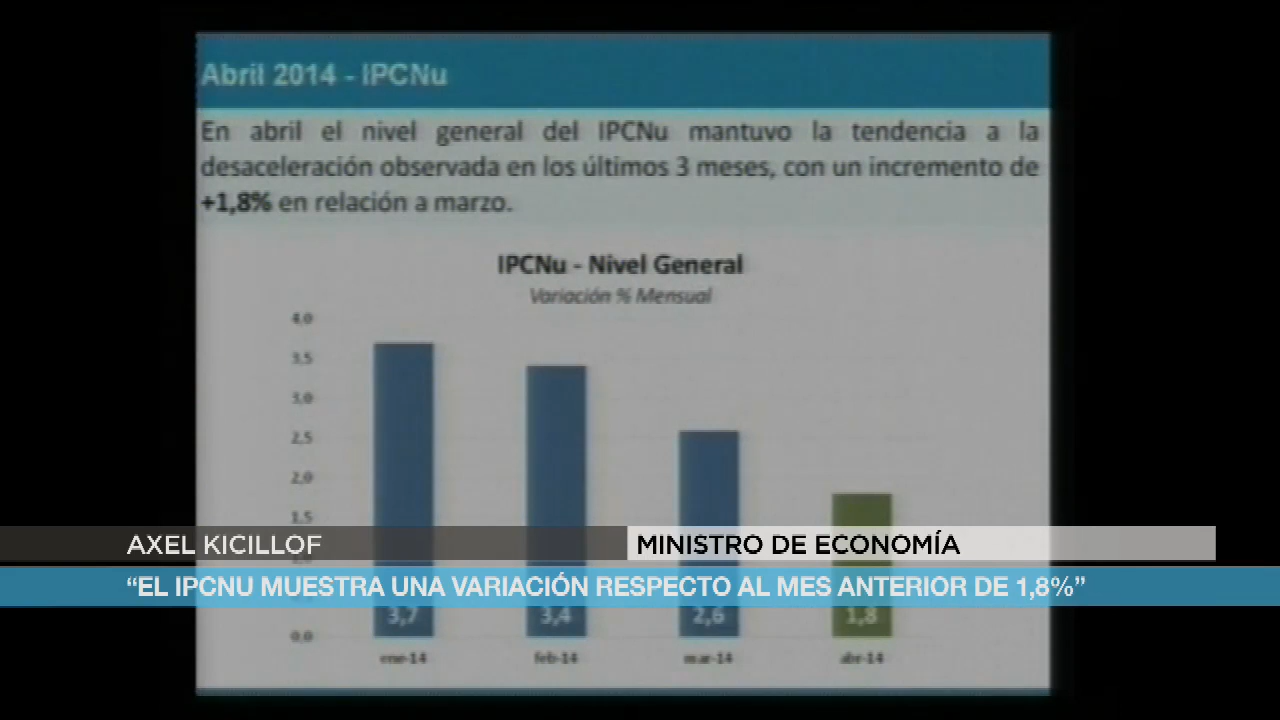 Abril 2014 - IPCNu
En abril el nivel general del IPCNu mantuvo la tendencia a la
desaceleración observada en los últimos 3 meses, con un incremento de
+1,8% en relación a marzo.
IPCNu - Nivel General
Variación % Mensual
4,0
3,5
3,0
2,5
2,0
1,5
AXEL KICILLOF
MINISTRO DE ECONOMÍA
“EL IPCNU MUESTRA UNA VARIACIÓN RESPECTO AL MES ANTERIOR DE 1,8%”
3,7 3,4 2,6 1,8
0,0
ene-14 feb-14 mar-14 abr-14